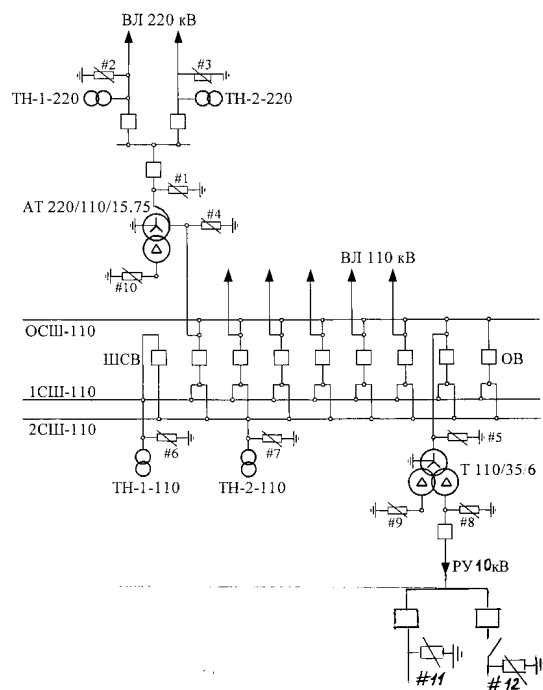 ВЛ 220 кВ
#2
#3
ТН-1-220
ТН-2-220
#1
АТ 220/110/15.75
#4
#10
ВЛ 110 кВ
ОСШ-110
ШСВ
ОВ
1СШ-110
2СШ-110
#6
#7
#5
ТН-1-110
ТН-2-110
Т 110/35/6
#9
#8
РУ 10кВ
#11
#12